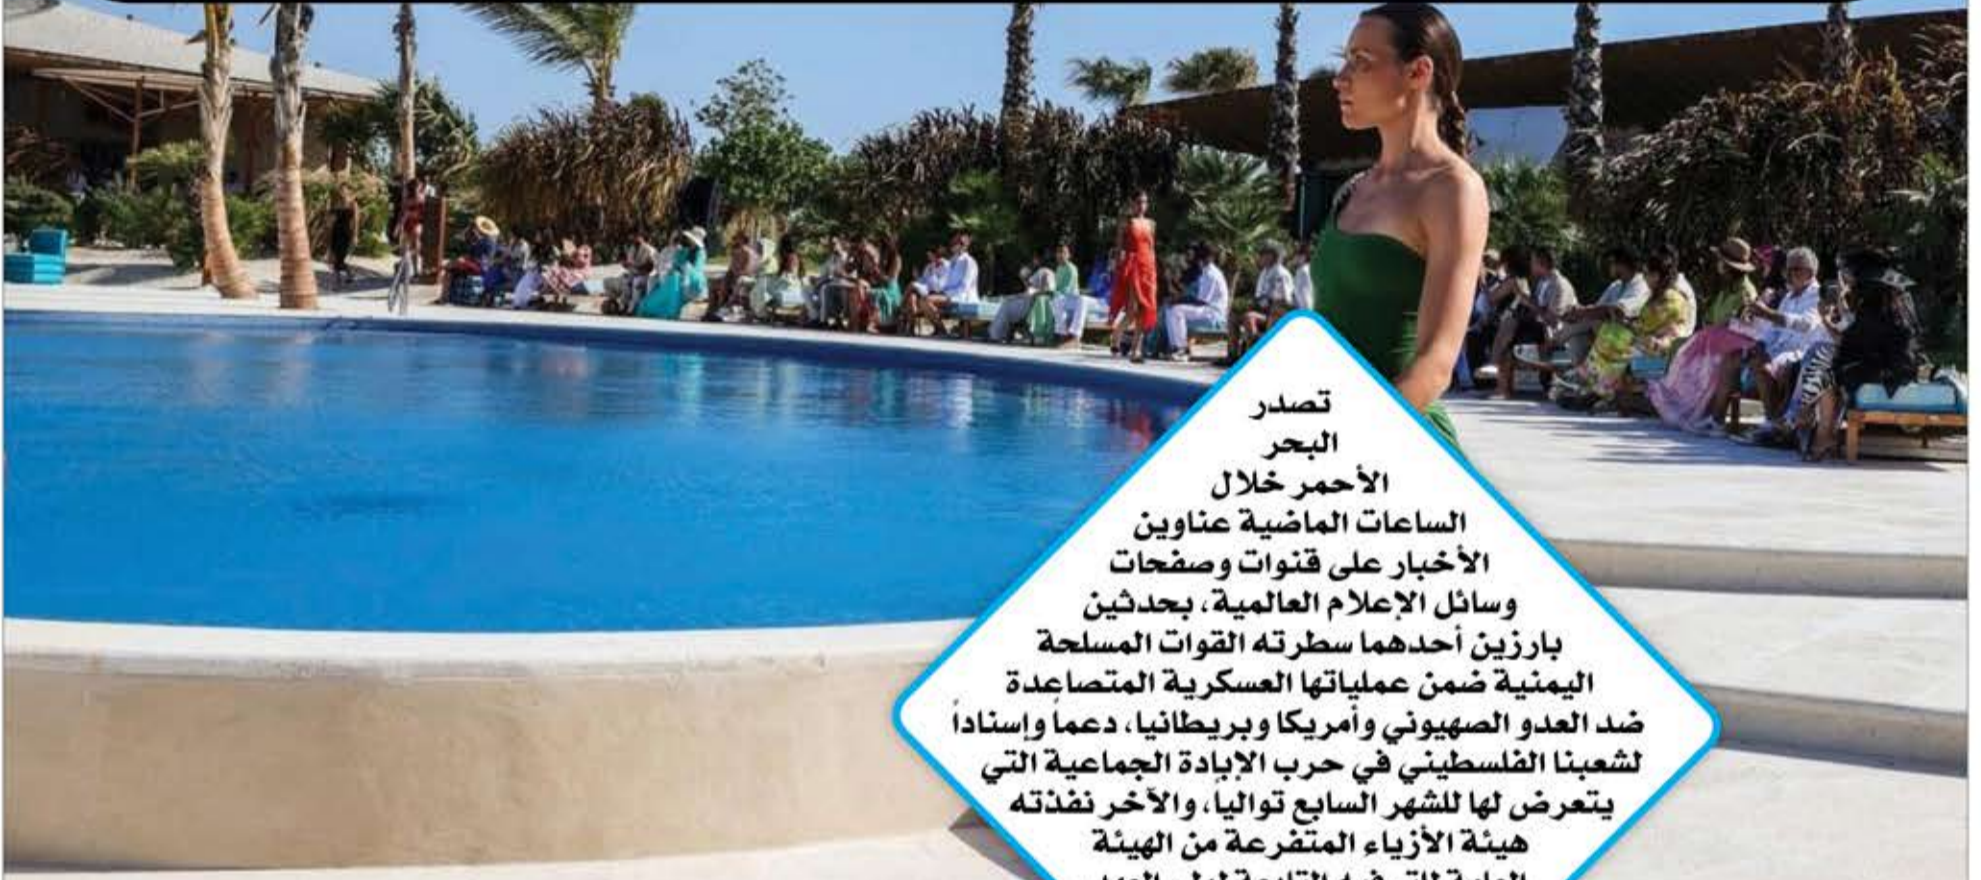 تصدر
البحر
الأحمر خلال
الساعات الماضية عناوين
الأخبار على قنوات وصفحات
وسائل الإعلام العالمية، بحدثين
بارزين أحدهما سطرته القوات المسلحة
اليمنية ضمن عملياتها العسكرية المتصاعدة
ضد العدو الصهيوني وأمريكا وبريطانيا، دعماً وإسناداً
لشعبنا الفلسطيني في حرب الإبادة الجماعية التي
يتعرض لها للشهر السابع توالياً، والآخر نفذته
هيئة الأزياء المتفرعة من الهيئة